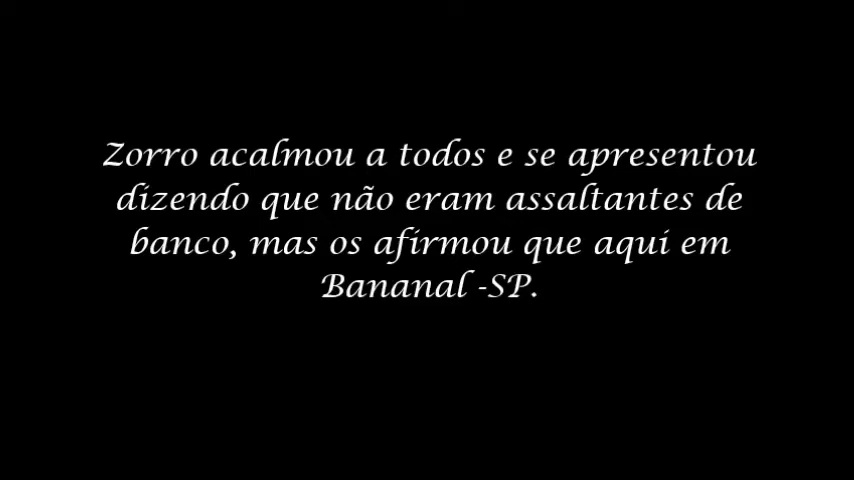 Zorro acalmou a todos e se apresentou
dizendo que não eram assaltantes de
banco, mas os afirmou que aqui em
Bananal -SP.